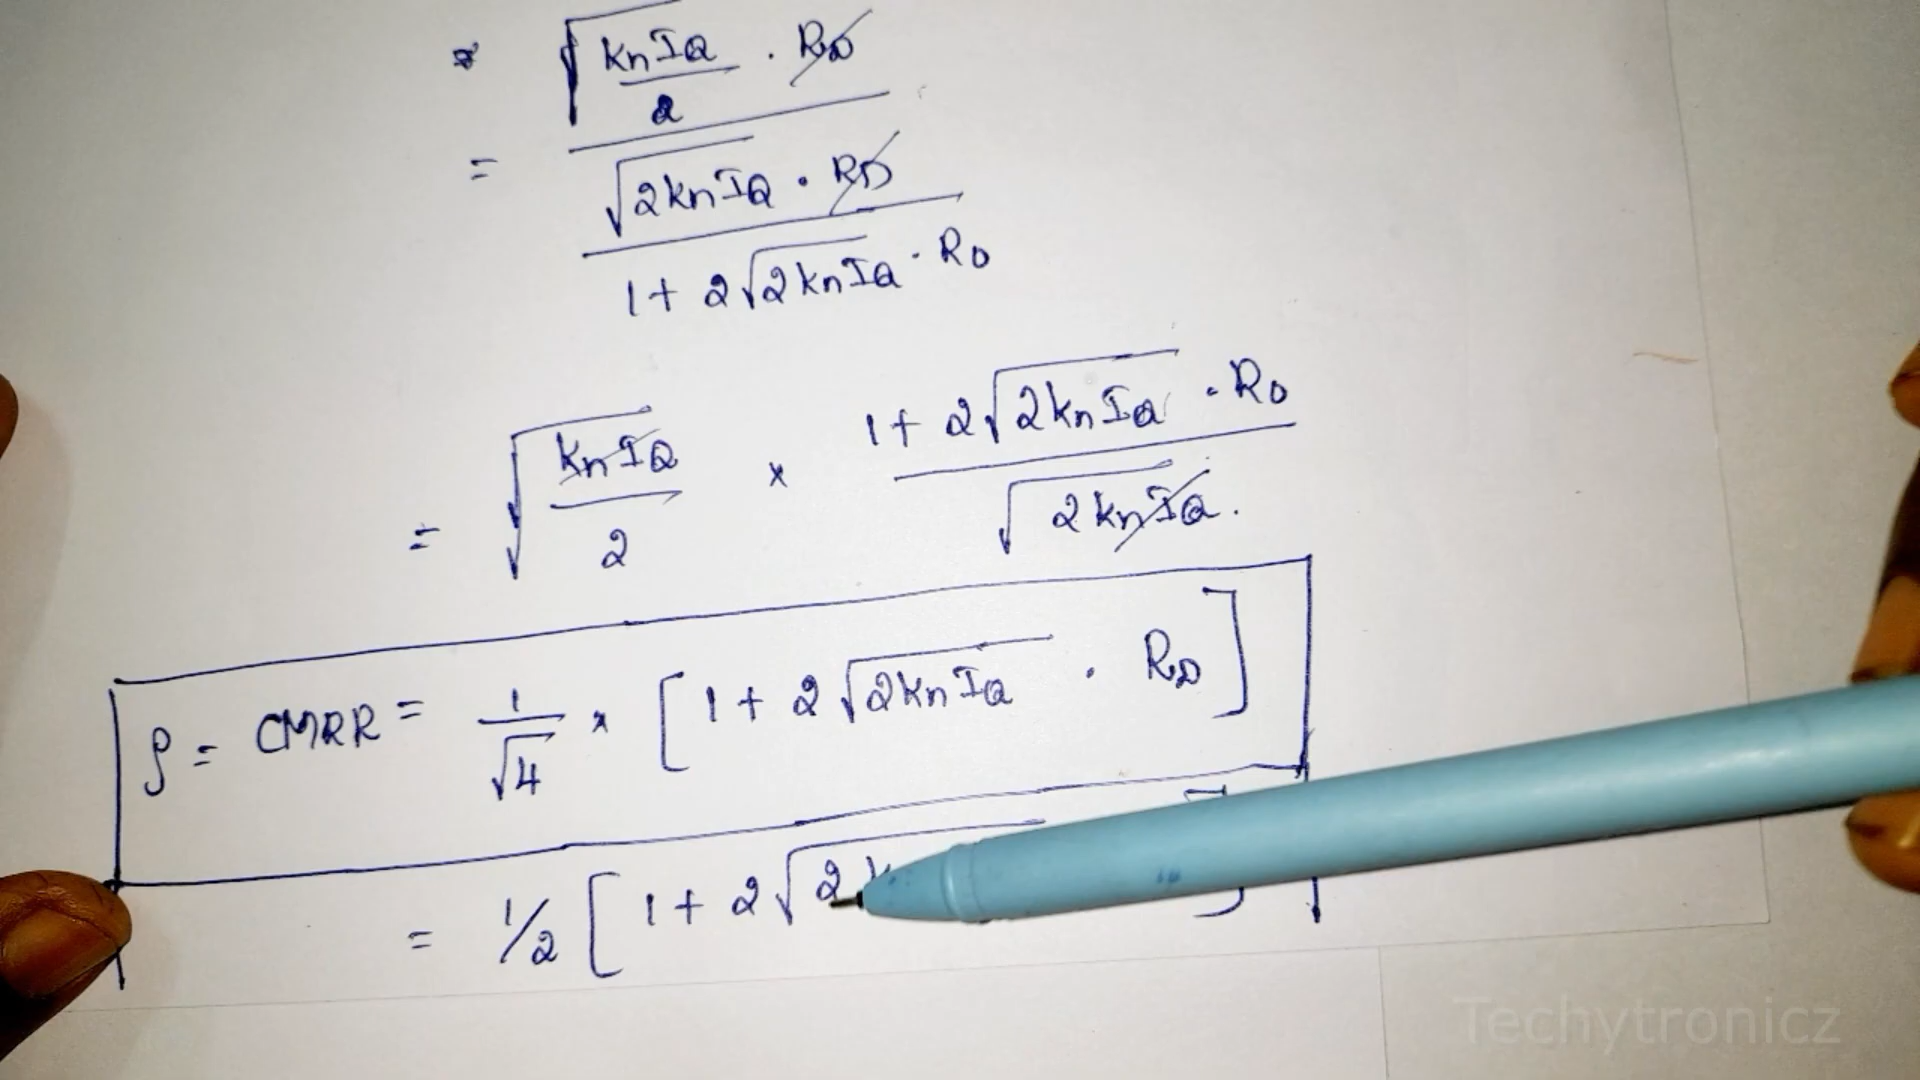 √(knIQ/2) · RD
=
√(2knIQ) · RD
1 + 2√(2knIQ) · RD
= √(knIQ/2) × (1 + 2√(2knIQ) · RD) / √(2knIQ).
ρ = CMRR = 1/√4 × [1 + 2√(2knIQ) · RD]
= 1/2 [1 + 2√2
Techytronicz